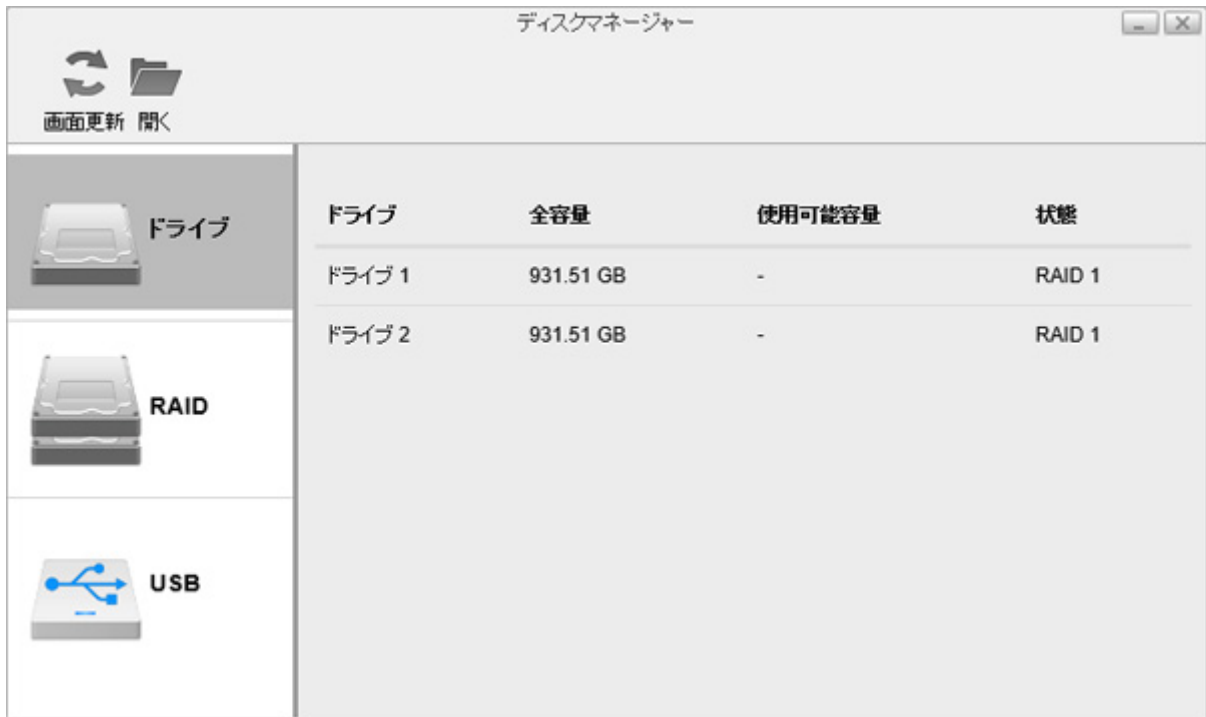 ディスクマネージャー
画面更新 開く
ドライブ
RAID
USB
ドライブ 全容量 使用可能容量 状態
ドライブ 1 931.51 GB - RAID 1
ドライブ 2 931.51 GB - RAID 1